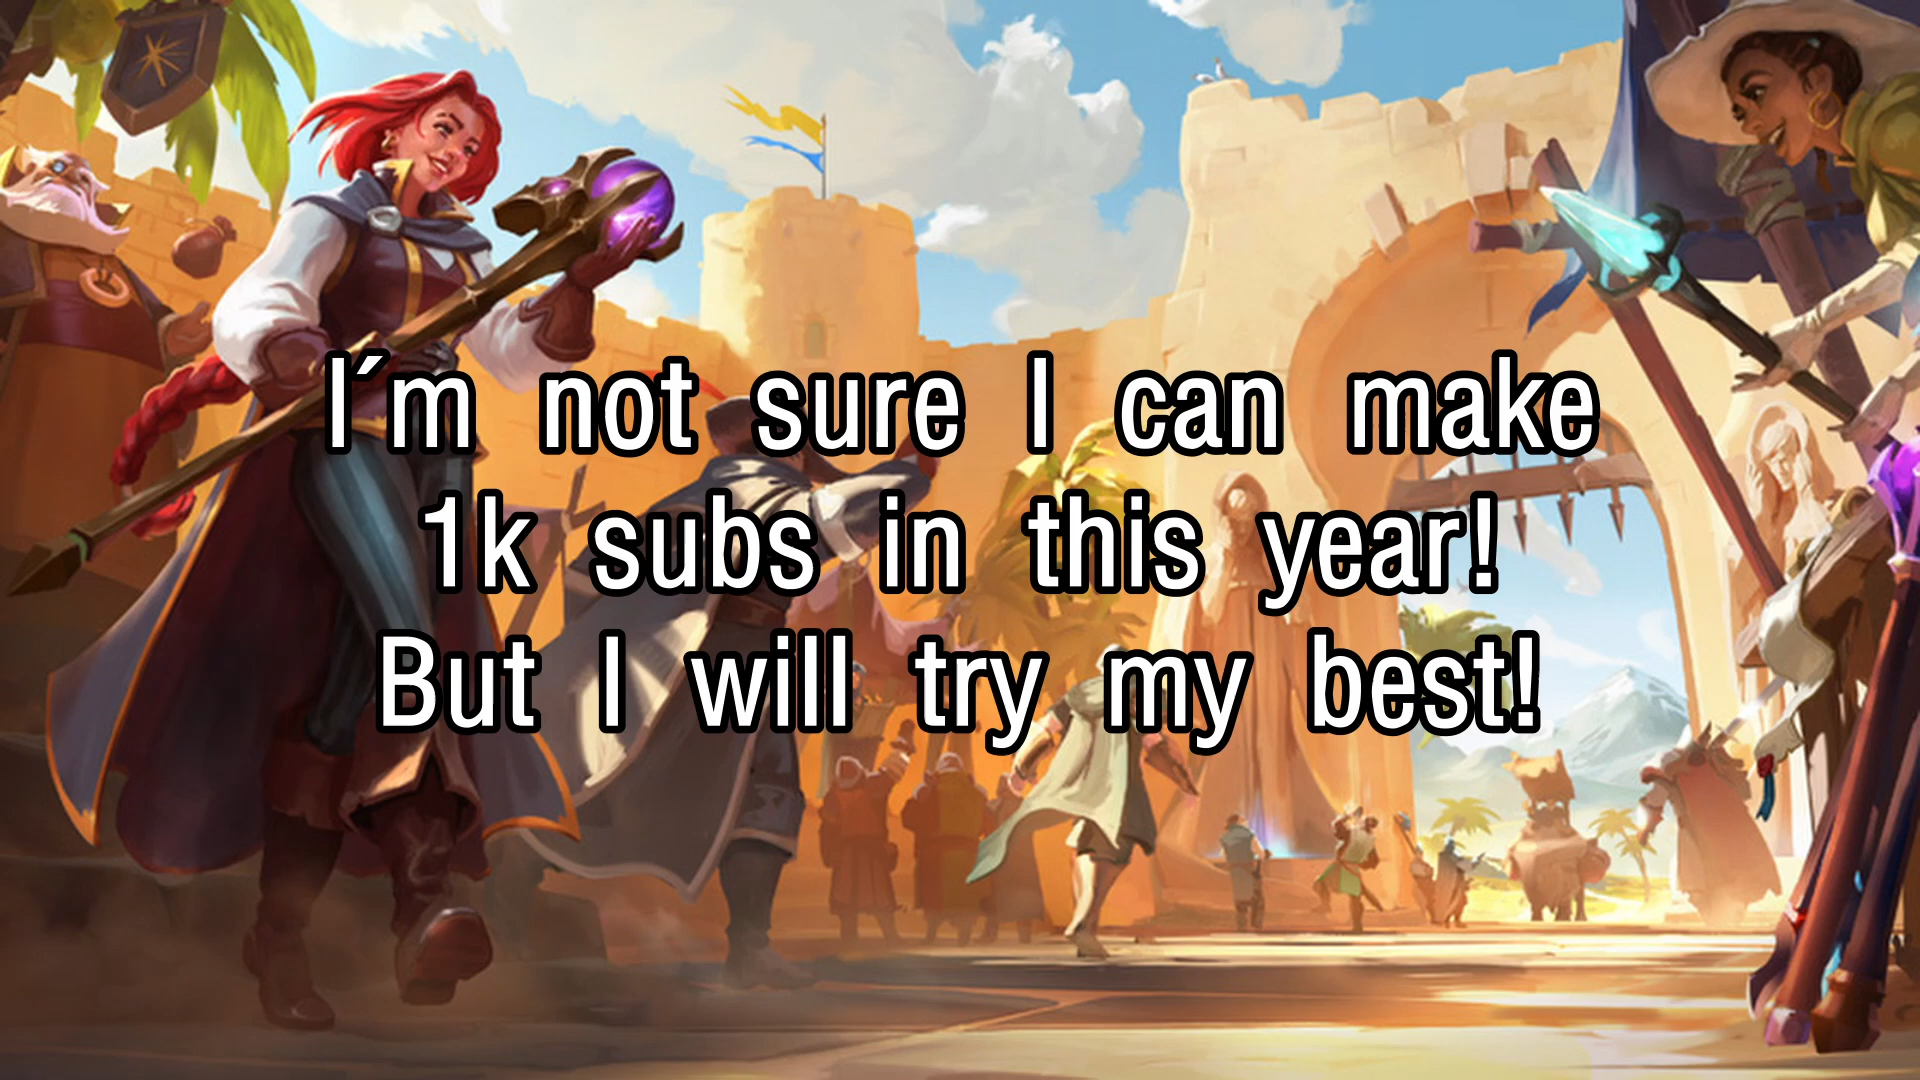 I´m not sure I can make
1k subs in this year!
But I will try my best!